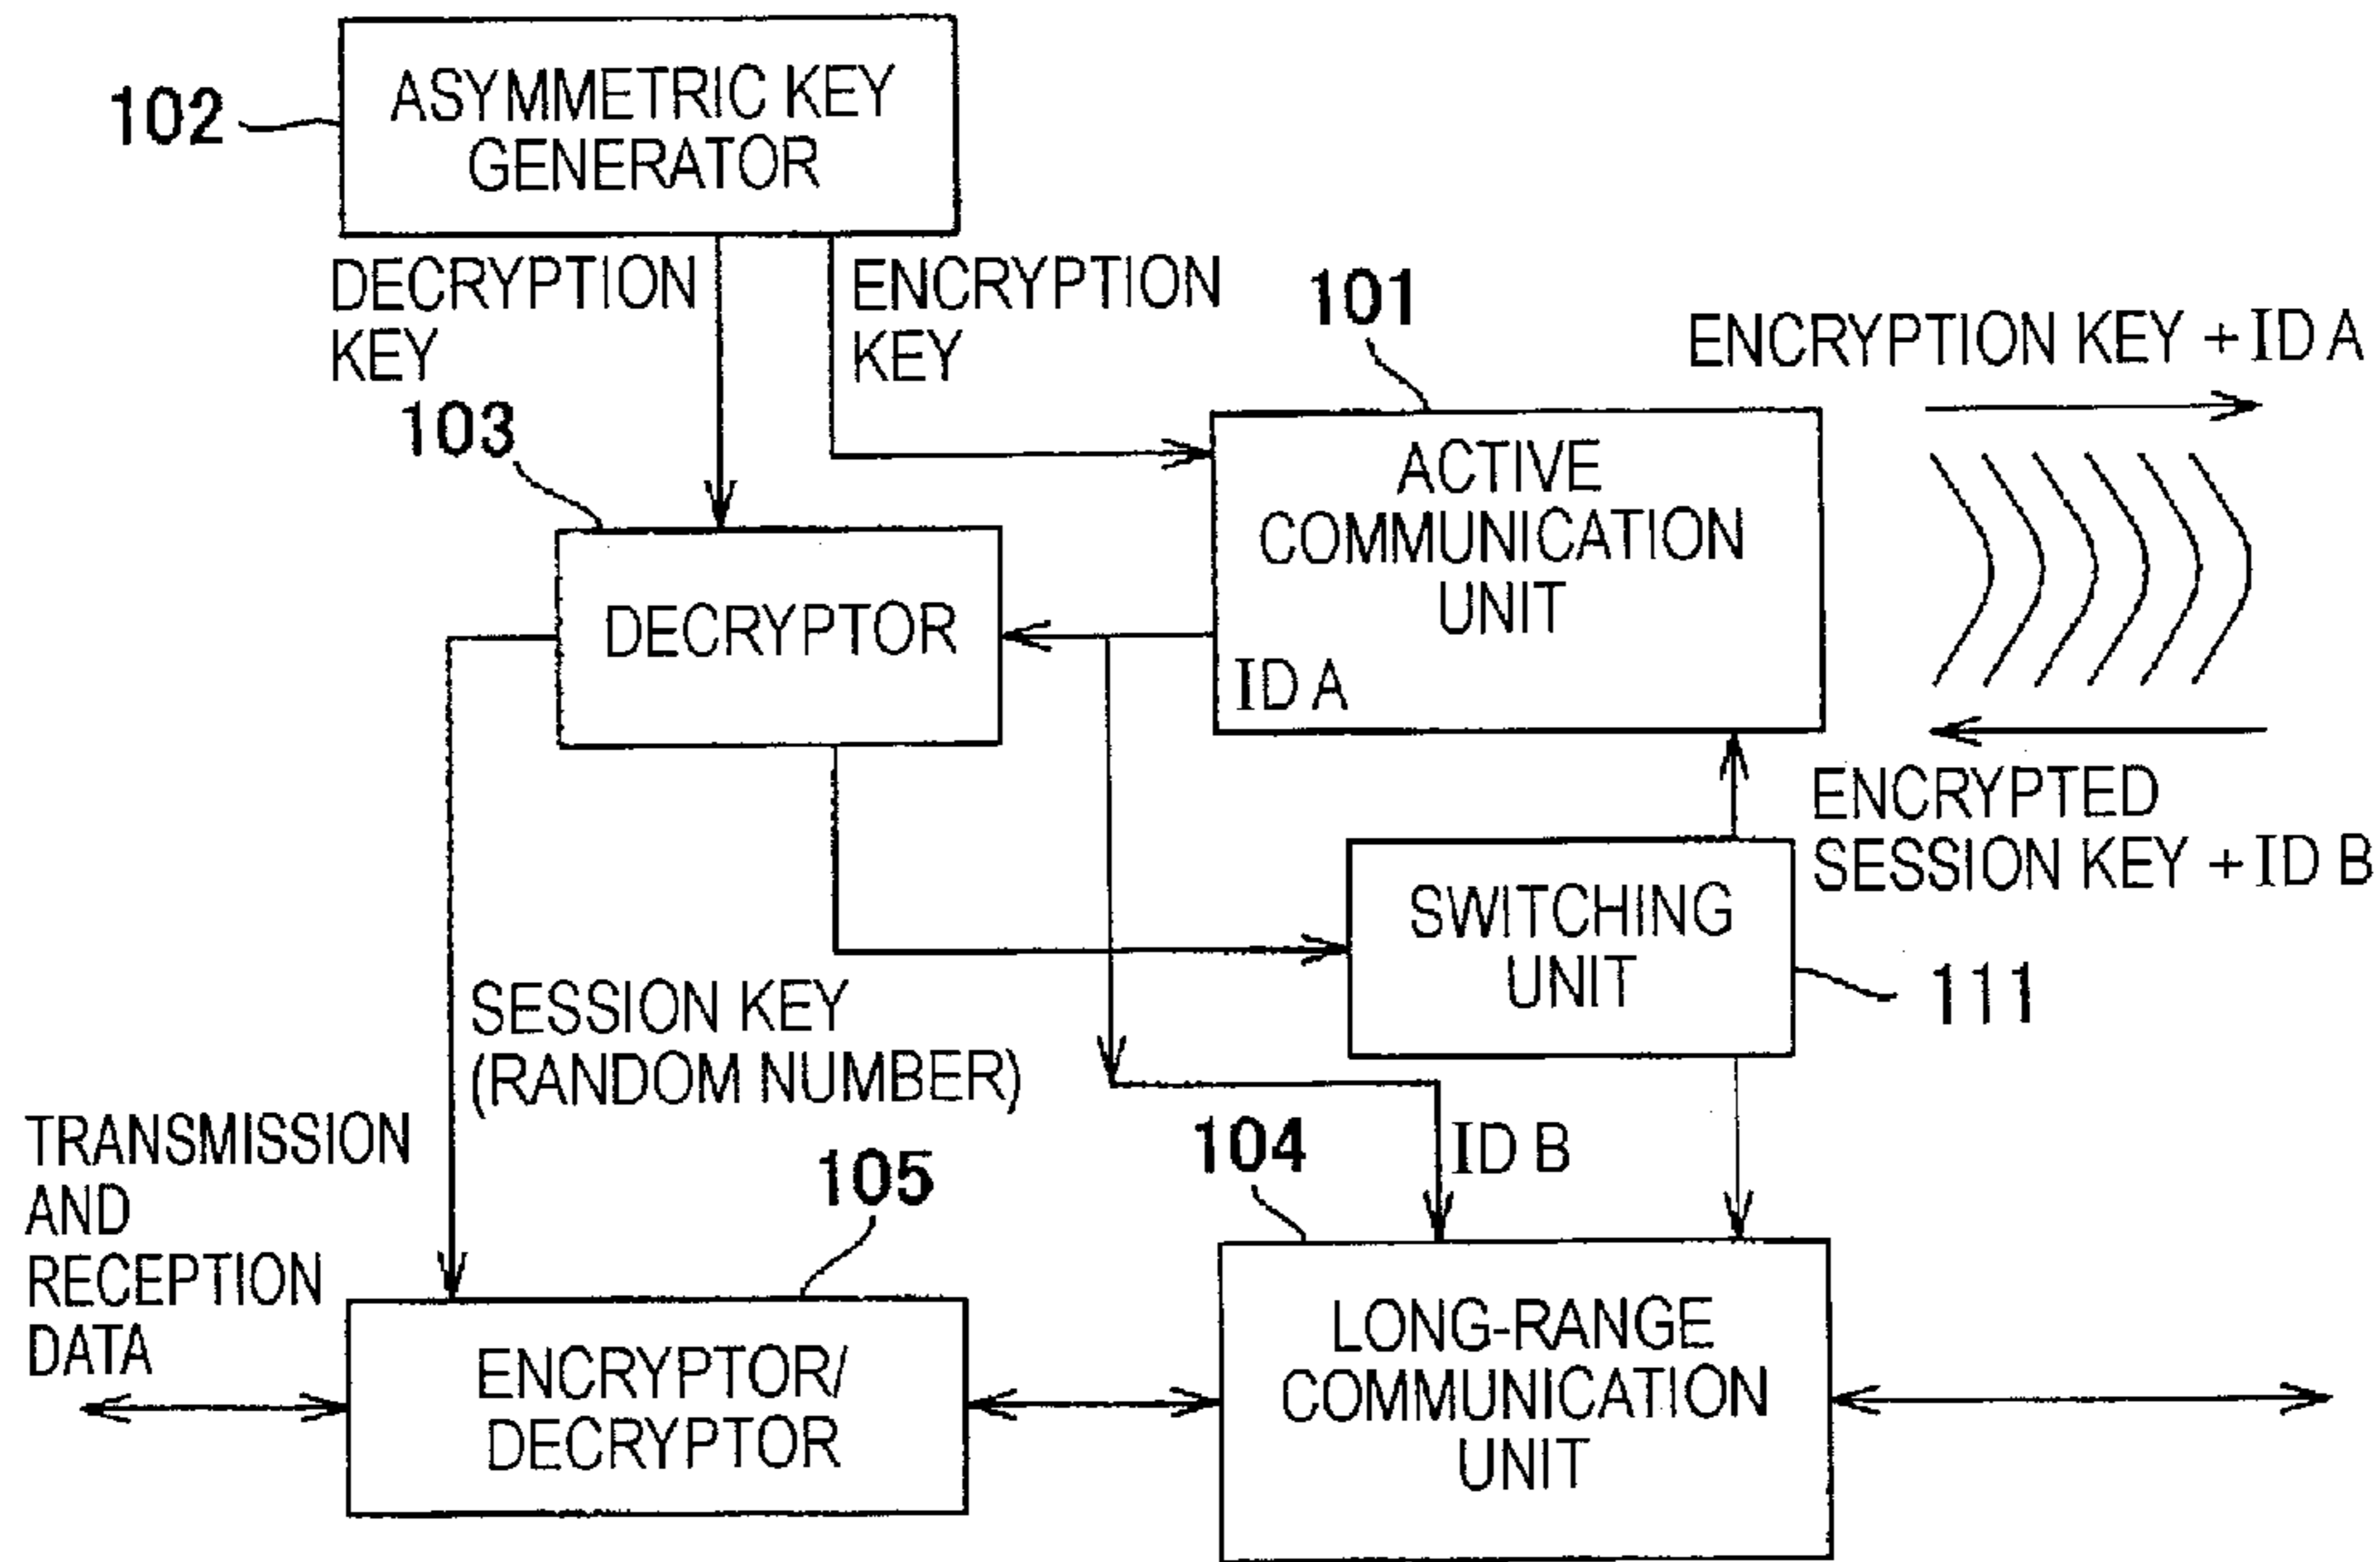 102
ASYMMETRIC KEY
GENERATOR
DECRYPTION
KEY
ENCRYPTION
KEY
101
ENCRYPTION KEY + ID A
103
ACTIVE
COMMUNICATION
UNIT
ID A
DECRYPTOR
ENCRYPTED
SESSION KEY + ID B
SWITCHING
UNIT
111
SESSION KEY
(RANDOM NUMBER)
TRANSMISSION
AND
RECEPTION
DATA
105
104
ID B
ENCRYPTOR/
DECRYPTOR
LONG-RANGE
COMMUNICATION
UNIT